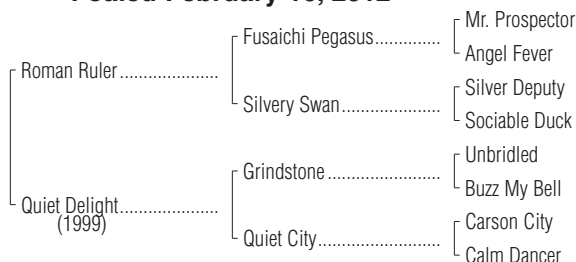 Foaled February 2012
Mr. Prospector
Fusaichi Pegasus..............
Angel Fever
Roman Ruler.....................
Silver Deputy
Silvery Swan.....................
Sociable Duck
Unbridled
Grindstone........................
Buzz My Bell
Quiet Delight.....................
(1999)
Carson City
Quiet City..........................
Calm Dancer